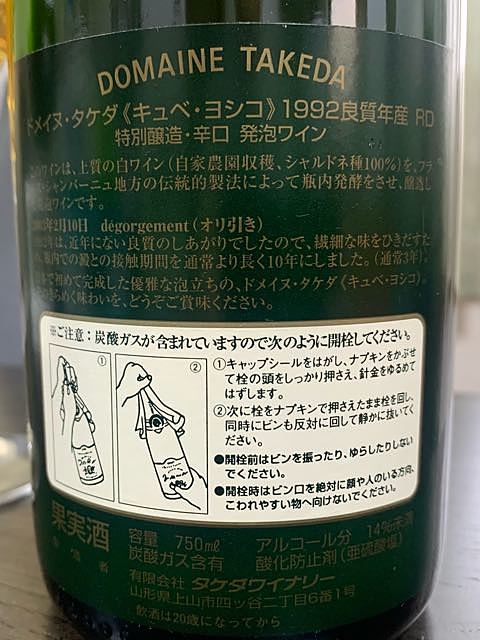 DOMAINE TAKEDA
ドメイヌ・タケダ《キュベ・ヨシコ》1992良質年産 RD
特別醸造・辛口 発泡ワイン
このワインは、上質の白ワイン(自家農園収穫、シャルドネ種100%)を、フラ
ス・シャンパーニュ地方の伝統的製法によって瓶内発酵をさせ、醸造し
発泡ワインです。
年2月10日 dégorgement(オリ引き)
年は、近年にない良質のしあがりでしたので、繊細な味をひきだすた
瓶内での澱との接触期間を通常より長く10年にしました。(通常3年)
で初めて完成した優雅な泡立ちの、ドメイヌ・タケダ《キュベ・ヨシコ》。
きらめく味わいを、どうぞご賞味ください。
※ご注意:炭酸ガスが含まれていますので次のように開栓してください。
①
②
①キャップシールをはがし、ナプキンをかぶせ
て栓の頭をしっかり押さえ、針金をゆるめて
はずします。
②次に栓をナプキンで押さえたまま栓を回し、
同時にビンも反対に回して静かに抜いてく
ださい。
●開栓前はビンを振ったり、ゆらしたりしない
でください。
●開栓時はビン口を絶対に顔や人のいる方向、
こわれやすい物へ向けないでください。
果実酒
容量 750㎖ アルコール分 14%未満
炭酸ガス含有 酸化防止剤(亜硫酸塩)
者
有限会社 タケダワイナリー
山形県上山市四ツ谷二丁目6番1号
飲酒は20歳になってから